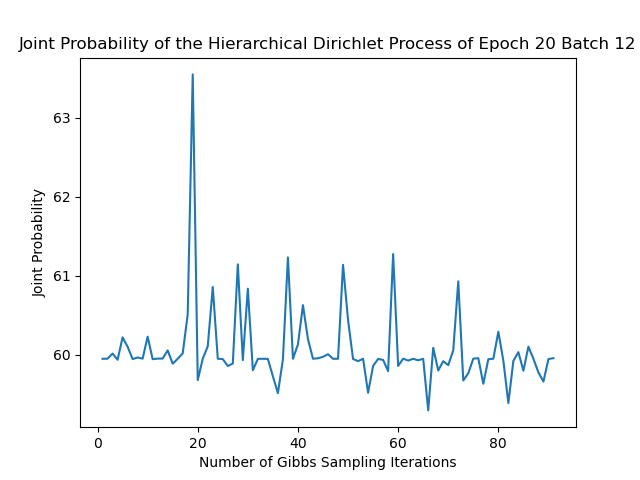 Joint Probability of the Hierarchical Dirichlet Process of Epoch 20 Batch 12
Joint Probability
63
62
61
60
0 20 40 60 80
Number of Gibbs Sampling Iterations